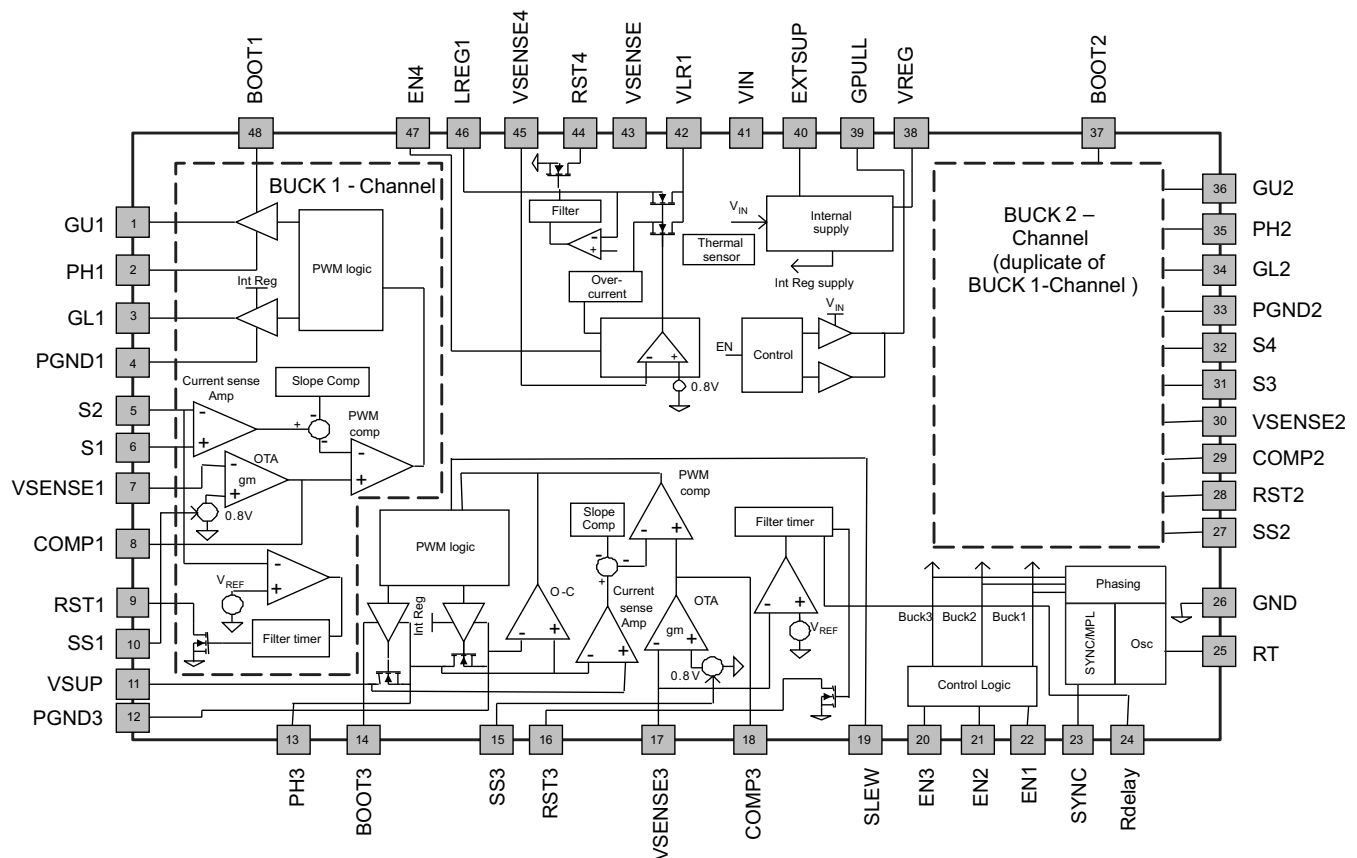 BOOT1
EN4
LREG1
VSENSE4
RST4
VSENSE
VLR1
VIN
EXTSUP
GPULL
VREG
BOOT2
48
47
46
45
44
43
42
41
40
39
38
37
GU1
1
PH1
2
GL1
3
PGND1
4
S2
5
S1
6
VSENSE1
7
COMP1
8
RST1
9
SS1
10
VSUP
11
PGND3
12
BUCK 1 - Channel
PWM logic
Int Reg
Current sense
Amp
Slope Comp
PWM
comp
-
+
+
-
-
-
+
OTA
-
gm
+
0.8V
-
+
VREF
Filter timer
Filter
-
+
Over-
current
-
+
0.8V
Thermal
sensor
VIN
Internal
supply
Int Reg supply
EN
Control
VIN
BUCK 2 –
Channel
(duplicate of
BUCK 1-Channel )
36
GU2
35
PH2
34
GL2
33
PGND2
32
S4
31
S3
30
VSENSE2
29
COMP2
28
RST2
27
SS2
26
GND
25
RT
PWM logic
Int Reg
O-C
-
+
Slope
Comp
-
-
+
Current
sense
Amp
-
+
PWM
comp
-
+
OTA
gm
-
+
0.8V
Filter timer
-
+
VREF
Buck3
Buck2
Buck1
Phasing
SYNC/MPL
Osc
Control Logic
13
14
15
16
17
18
19
20
21
22
23
24
PH3
BOOT3
SS3
RST3
VSENSE3
COMP3
SLEW
EN3
EN2
EN1
SYNC
Rdelay